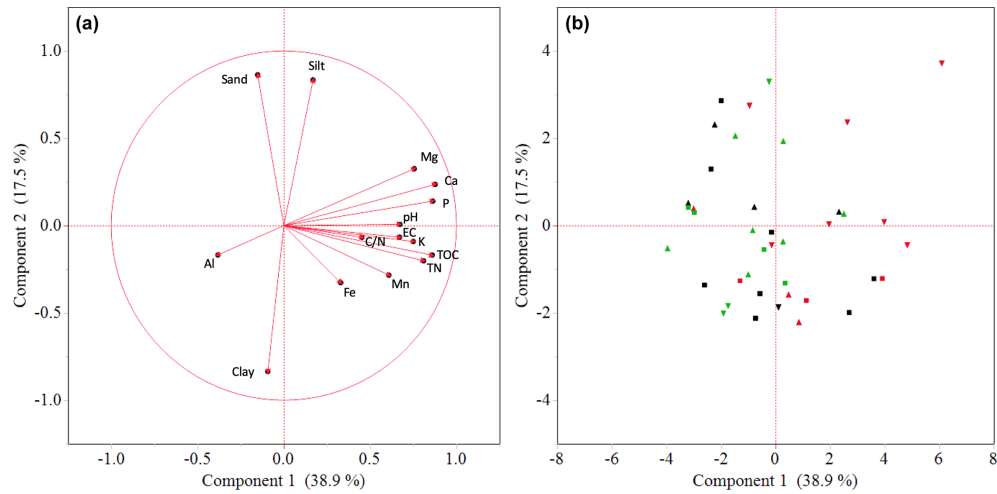 (a)
1.0
0.5
0.0
-0.5
-1.0
Component 2 (17.5 %)
Sand
Silt
Mg
Ca
P
pH
EC
C/N
K
TOC
TN
Al
Fe
Mn
Clay
-1.0 -0.5 0.0 0.5 1.0
Component 1 (38.9 %)
(b)
4
2
0
-2
-4
Component 2 (17.5 %)
-8 -6 -4 -2 0 2 4 6 8
Component 1 (38.9 %)